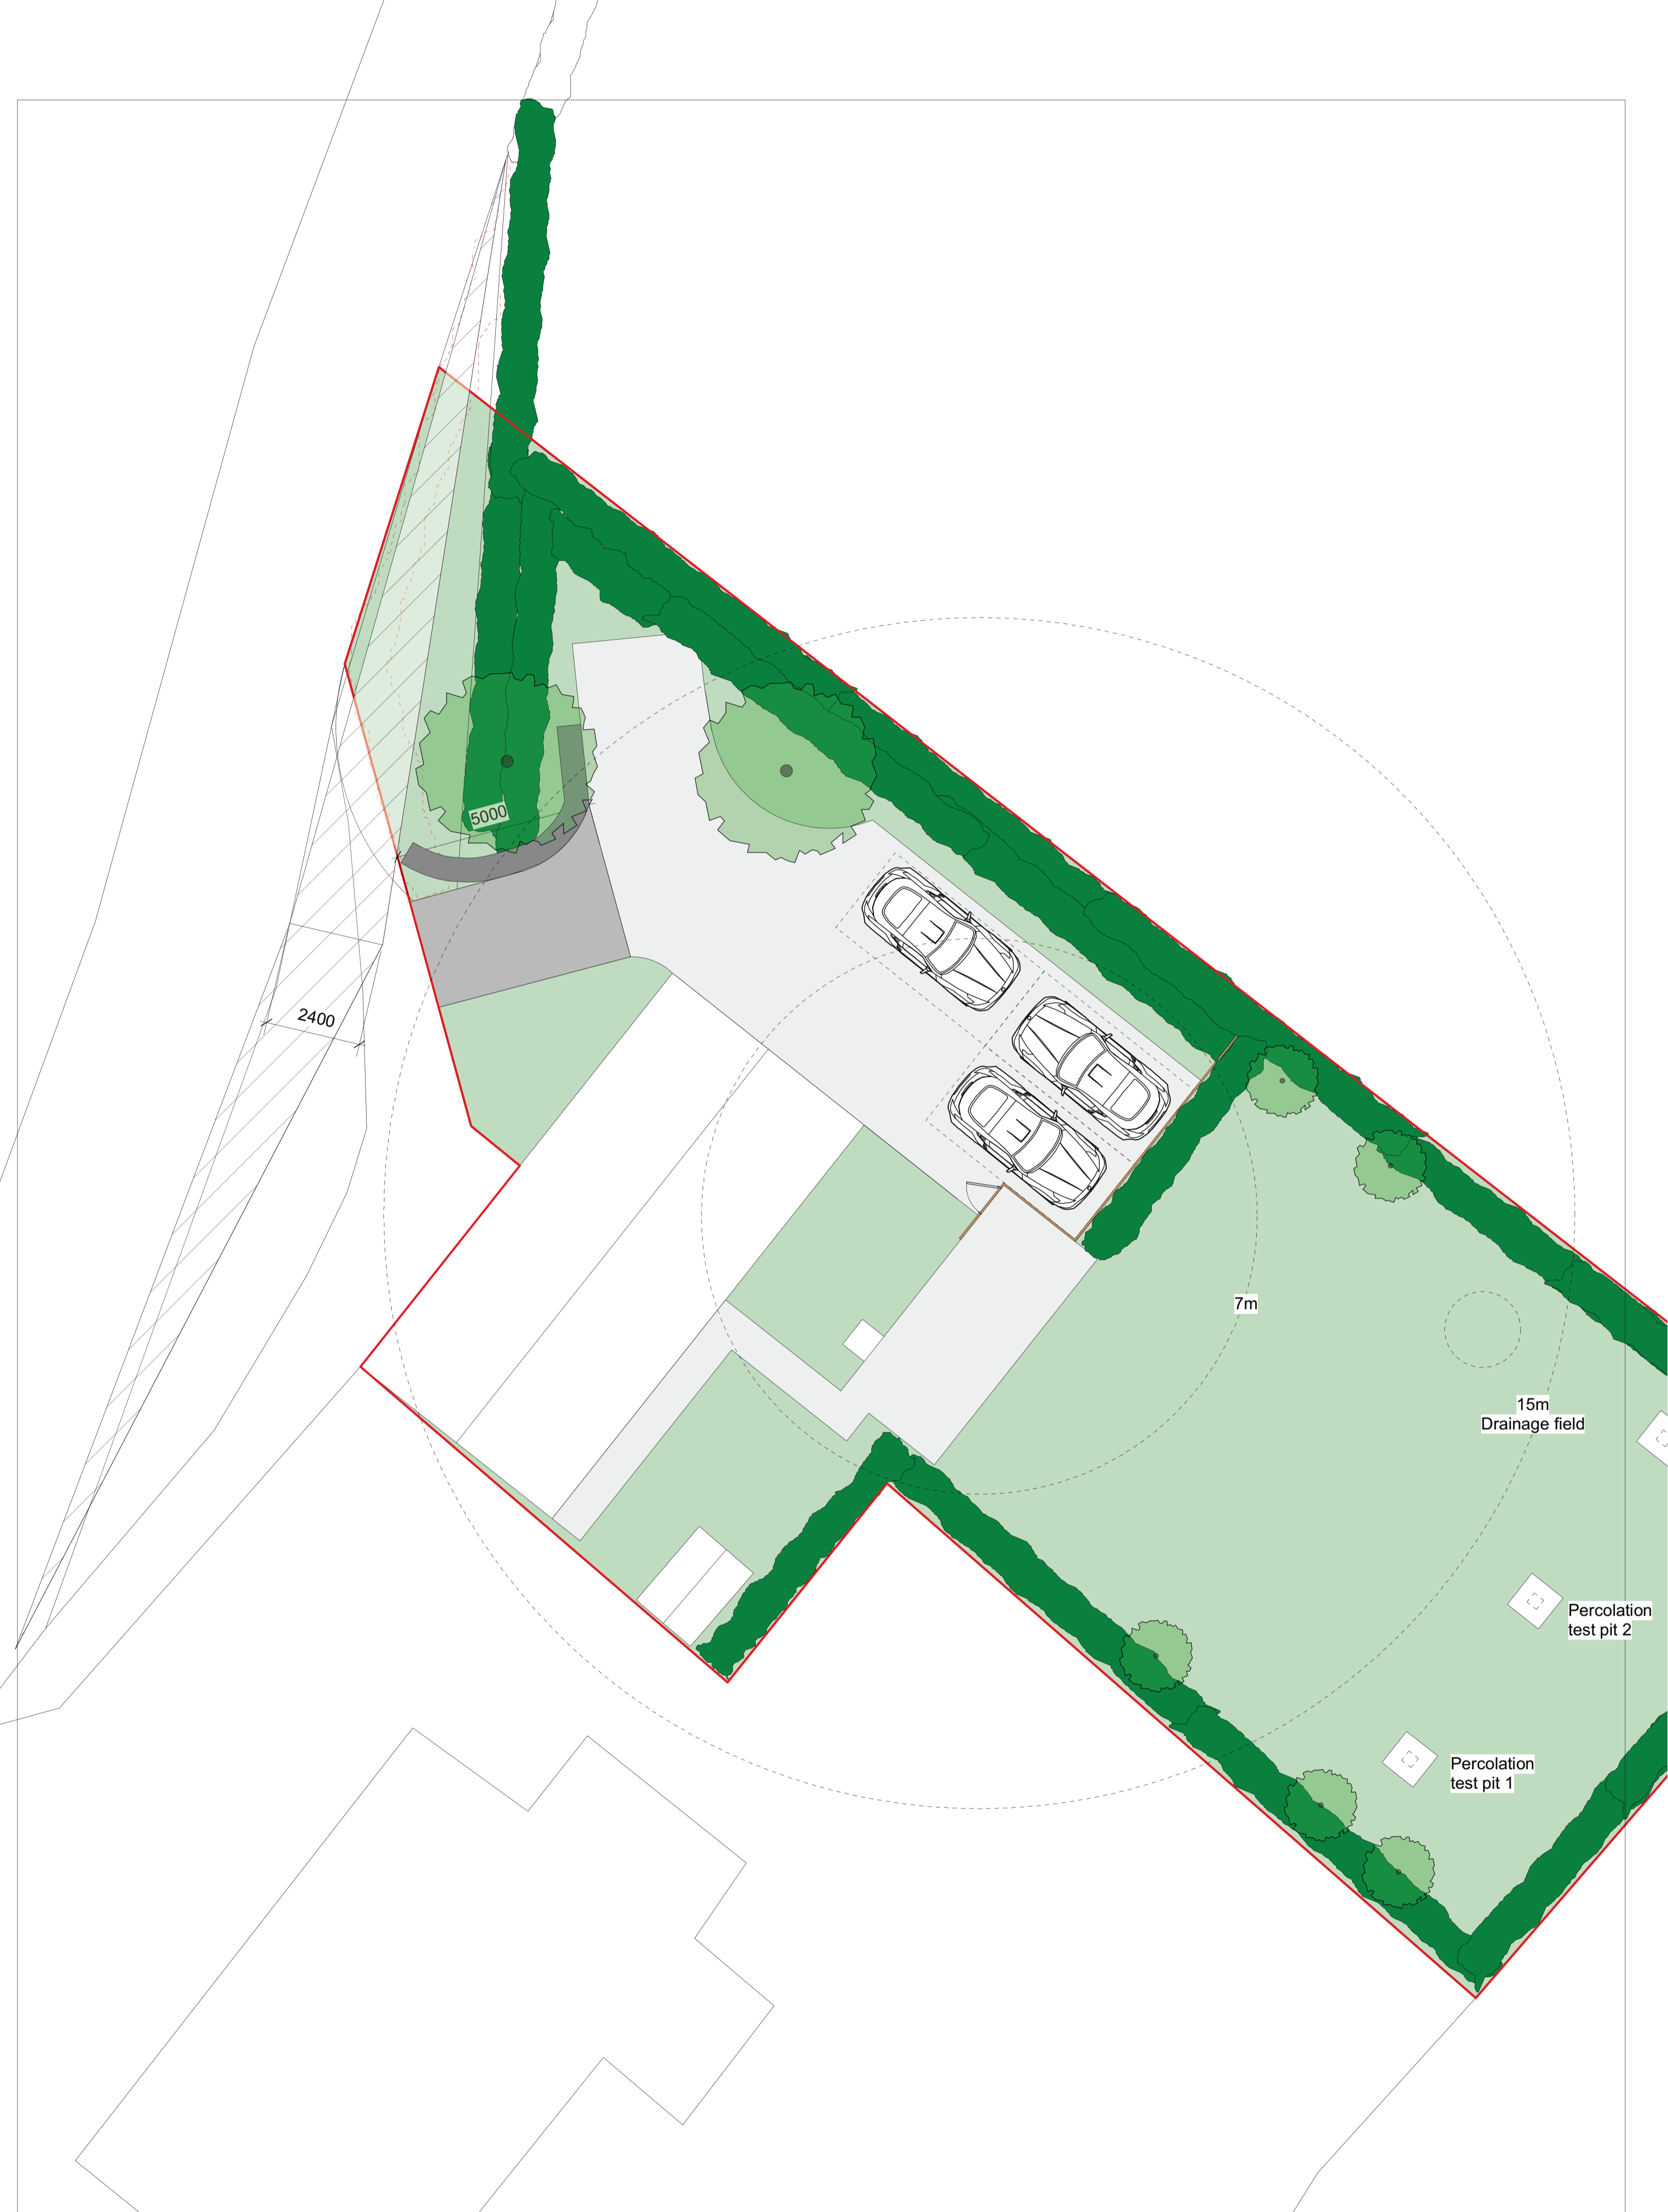 5000
2400
7m
15m
Drainage field
Percolation
test pit 2
Percolation
test pit 1